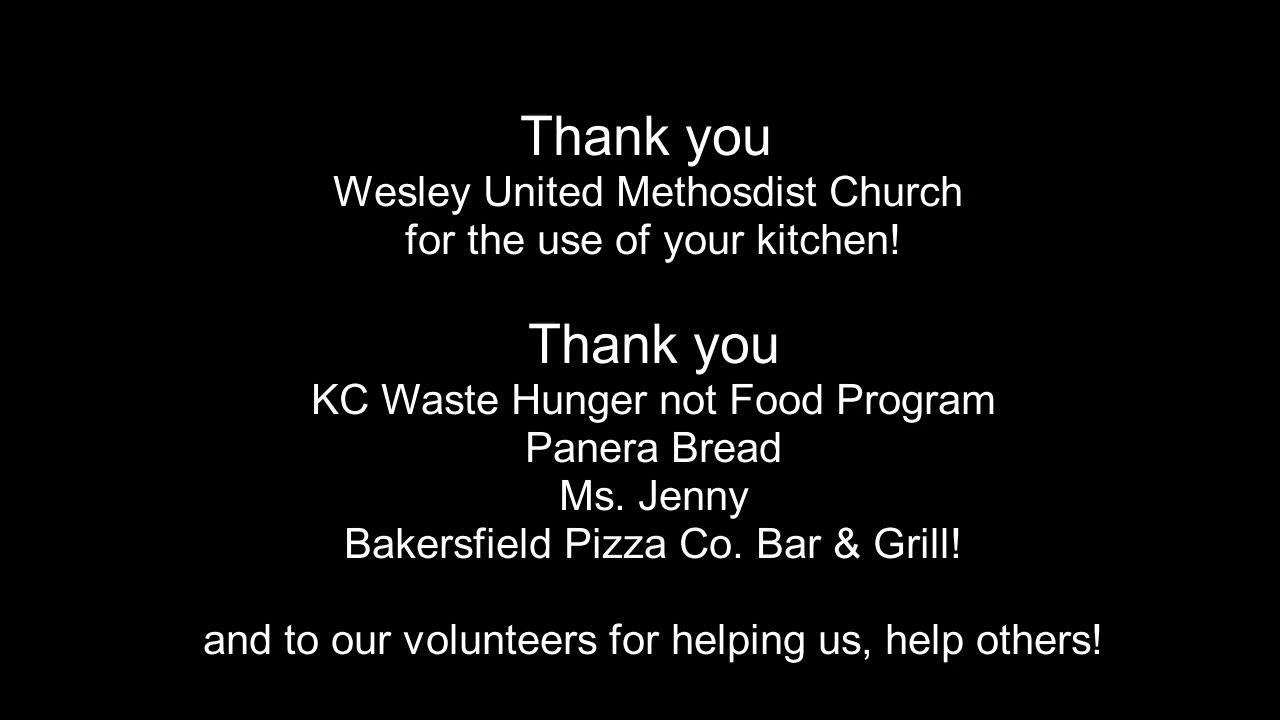 Thank you
Wesley United Methosdist Church
for the use of your kitchen!
Thank you
KC Waste Hunger not Food Program
Panera Bread
Ms. Jenny
Bakersfield Pizza Co. Bar & Grill!
and to our volunteers for helping us, help others!